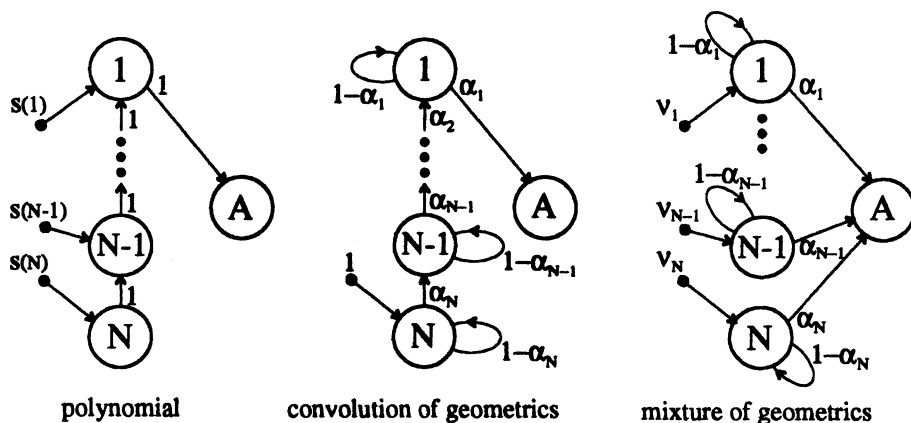 1
1
s(1)
1
A
1
s(N-1)
N-1
s(N)
1
N
polynomial
1
1−α₁
α₁
α₂
A
αN-1
N-1
1−αN-1
1
αN
N
1−αN
convolution of geometrics
1−α₁
1
α₁
ν₁
1−αN-1
A
νN-1
N-1
αN-1
νN
αN
N
1−αN
mixture of geometrics